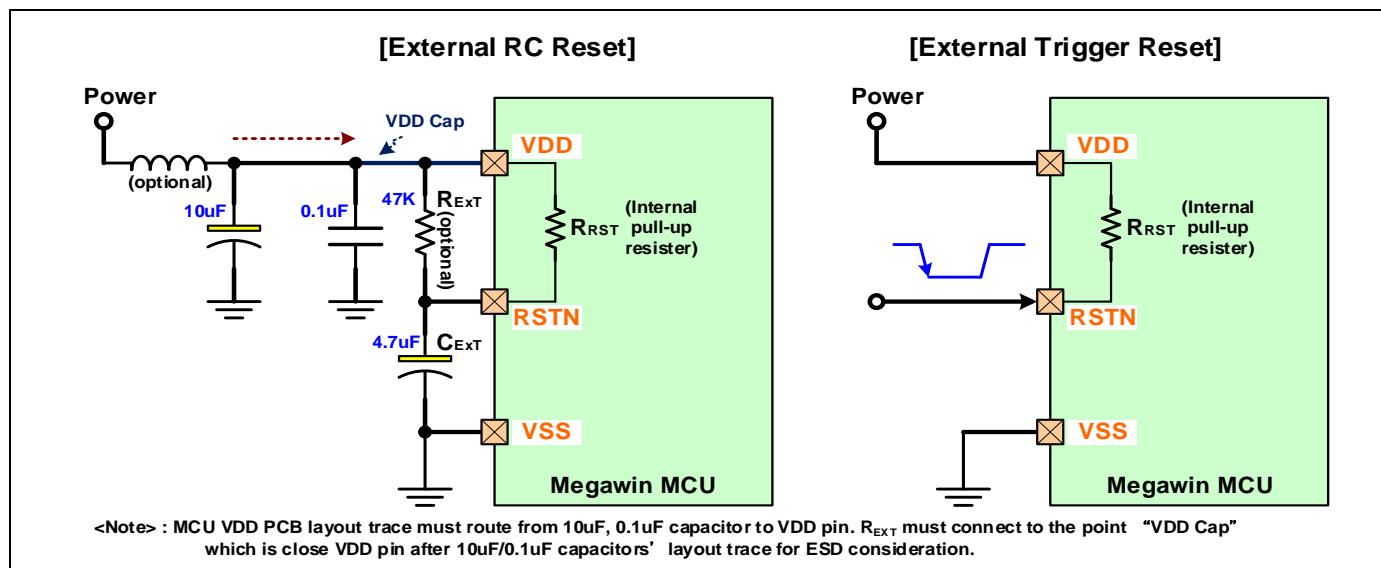 [External RC Reset]
Power
(optional)
10uF
0.1uF
VDD Cap
47K
REXT
(optional)
4.7uF
CEXT
VDD
RRST
(Internal
pull-up
resister)
RSTN
VSS
Megawin MCU
[External Trigger Reset]
Power
VDD
RRST
(Internal
pull-up
resister)
RSTN
VSS
Megawin MCU
<Note> : MCU VDD PCB layout trace must route from 10uF, 0.1uF capacitor to VDD pin. REXT must connect to the point “VDD Cap”
which is close VDD pin after 10uF/0.1uF capacitors’ layout trace for ESD consideration.